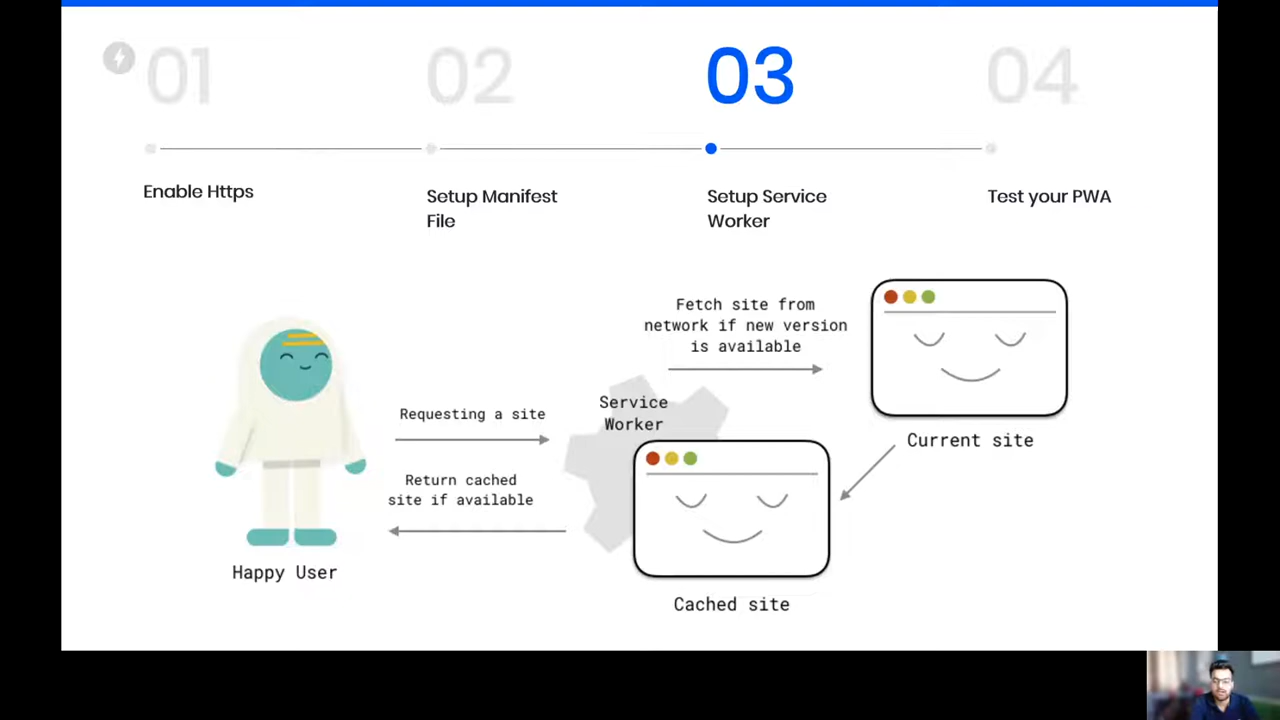 01
02
03
04
Enable Https
Setup Manifest
File
Setup Service
Worker
Test your PWA
Fetch site from
network if new version
is available
Service
Worker
Requesting a site
Return cached
site if available
Current site
Happy User
Cached site